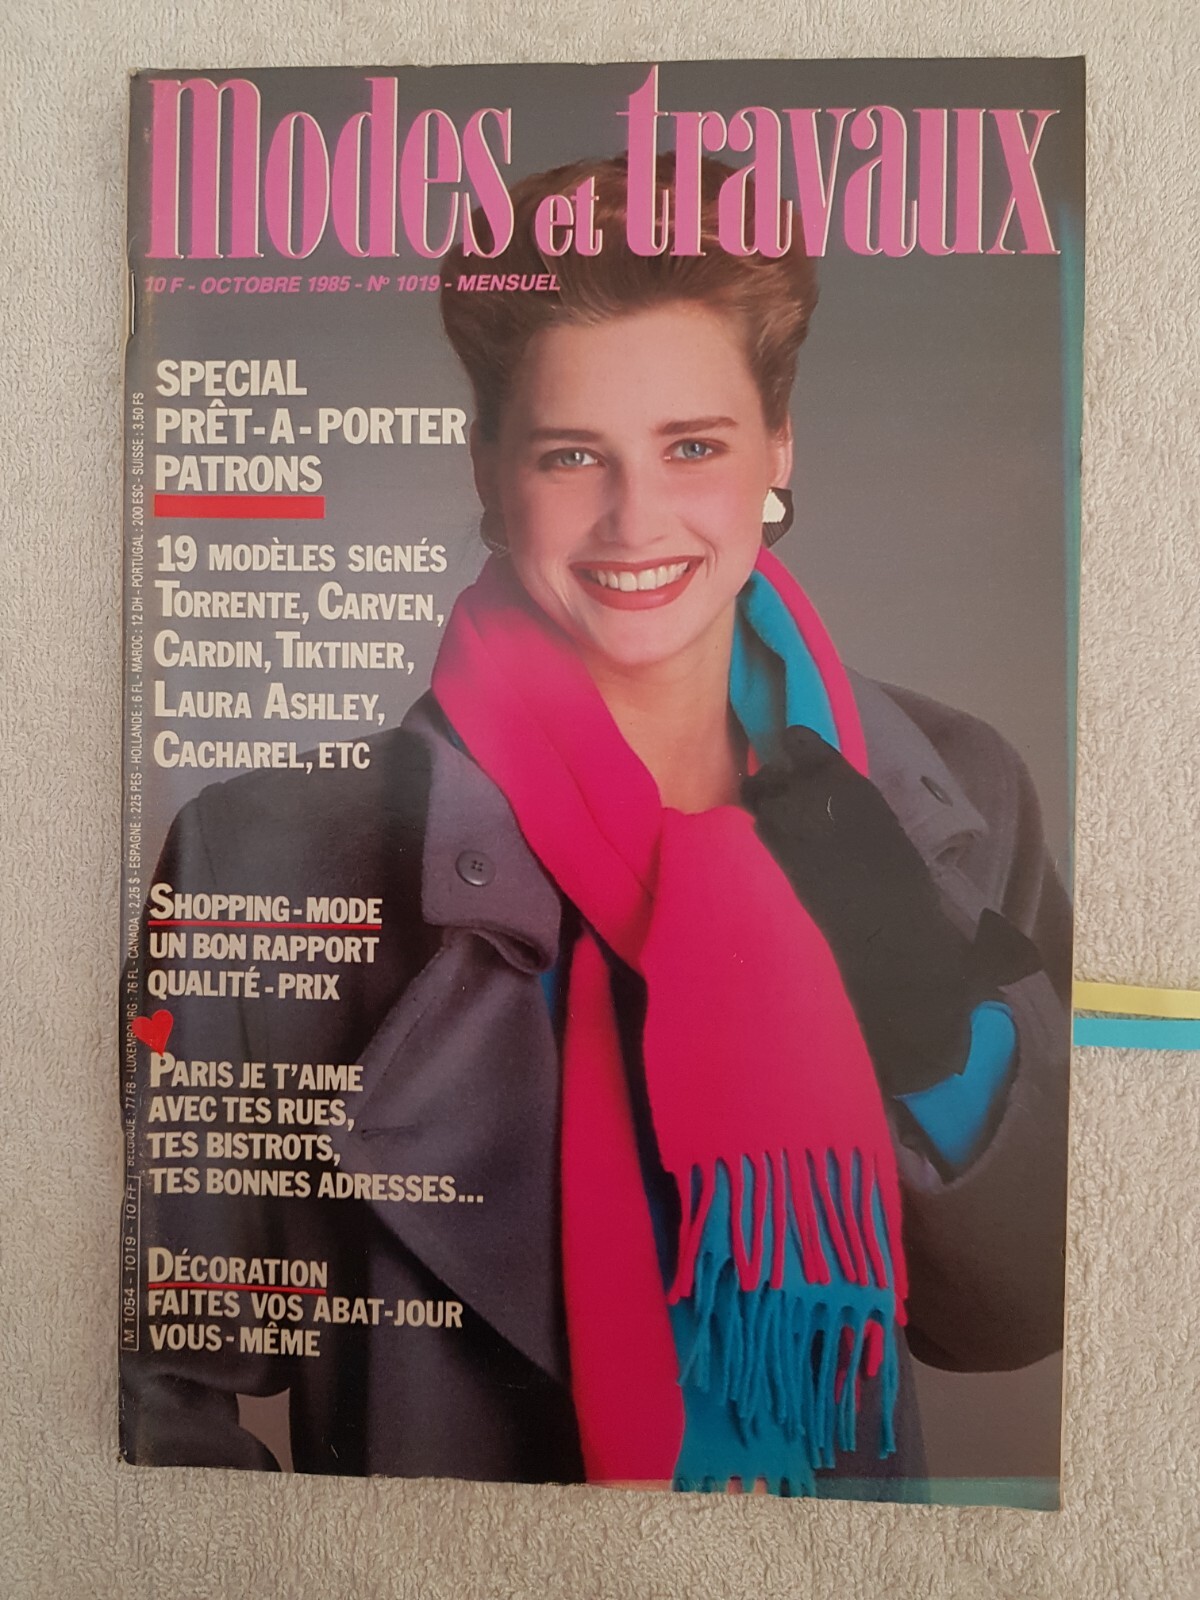 Modes et travaux
10 F - OCTOBRE 1985 - Nº 1019 - MENSUEL
SPECIAL
PRÊT-A-PORTER
PATRONS
19 MODÈLES SIGNÉS
TORRENTE, CARVEN,
CARDIN, TIKTINER,
LAURA ASHLEY,
CACHAREL, ETC
SHOPPING-MODE
UN BON RAPPORT
QUALITÉ-PRIX
PARIS JE T'AIME
AVEC TES RUES,
TES BISTROTS,
TES BONNES ADRESSES...
DÉCORATION
FAITES VOS ABAT-JOUR
VOUS-MÊME
M 1054 - 1019 - 10 FF
BELGIQUE : 77 FB - LUXEMBOURG : 76 FL - CANADA : 2,25 $ - ESPAGNE : 225 PES - HOLLANDE : 6 FL - MAROC : 12 DH - PORTUGAL : 200 ESC - SUISSE : 3,50 FS